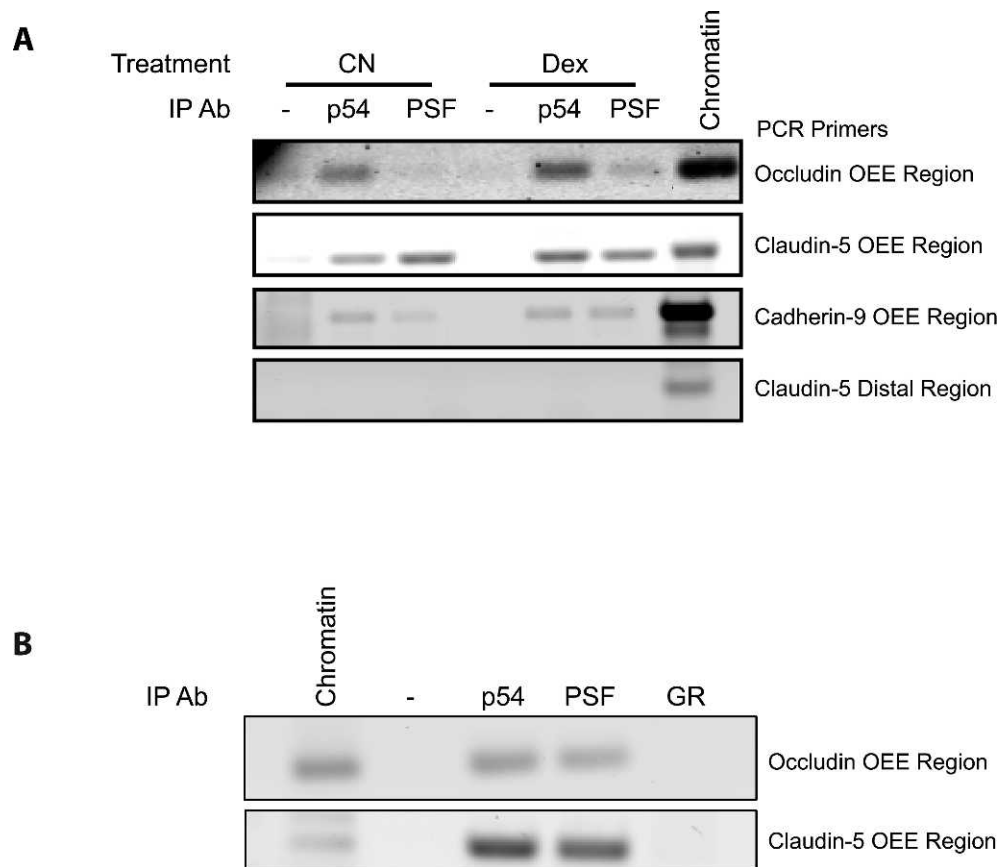 A
Treatment CN Dex Chromatin
IP Ab - p54 PSF - p54 PSF
PCR Primers
Occludin OEE Region
Claudin-5 OEE Region
Cadherin-9 OEE Region
Claudin-5 Distal Region
B
IP Ab Chromatin - p54 PSF GR
Occludin OEE Region
Claudin-5 OEE Region